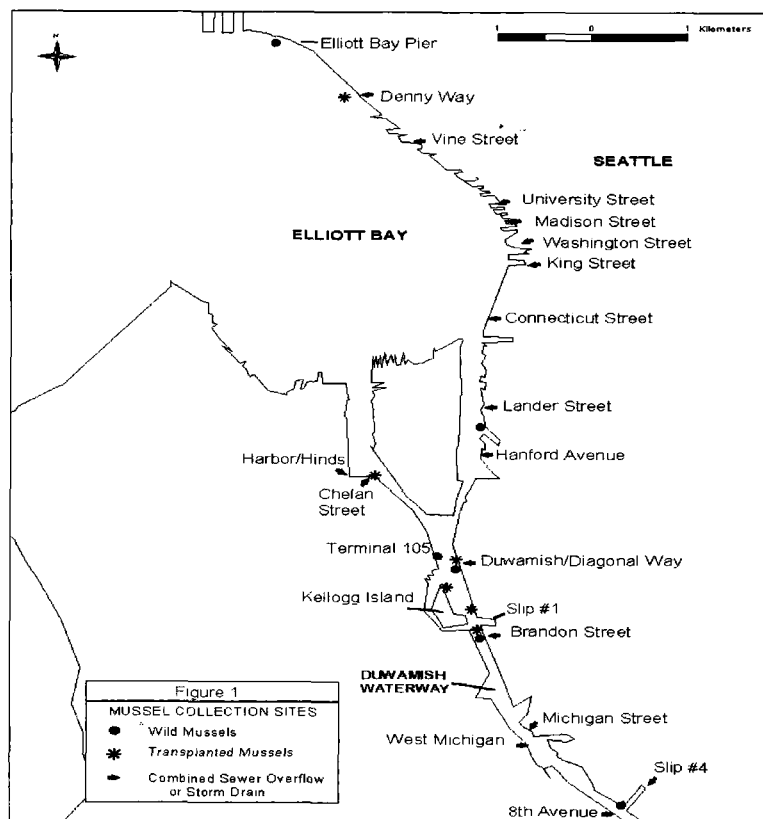 N
1 0 1 Kilometers
Elliott Bay Pier
Denny Way
Vine Street
SEATTLE
University Street
Madison Street
ELLIOTT BAY
Washington Street
King Street
Connecticut Street
Lander Street
Harbor/Hinds
Hanford Avenue
Chelan
Street
Terminal 105
Duwamish/Diagonal Way
Kellogg Island
Slip #1
Brandon Street
DUWAMISH
WATERWAY
Michigan Street
West Michigan
Slip #4
8th Avenue
Figure 1
MUSSEL COLLECTION SITES
Wild Mussels
Transplanted Mussels
Combined Sewer Overflow
or Storm Drain